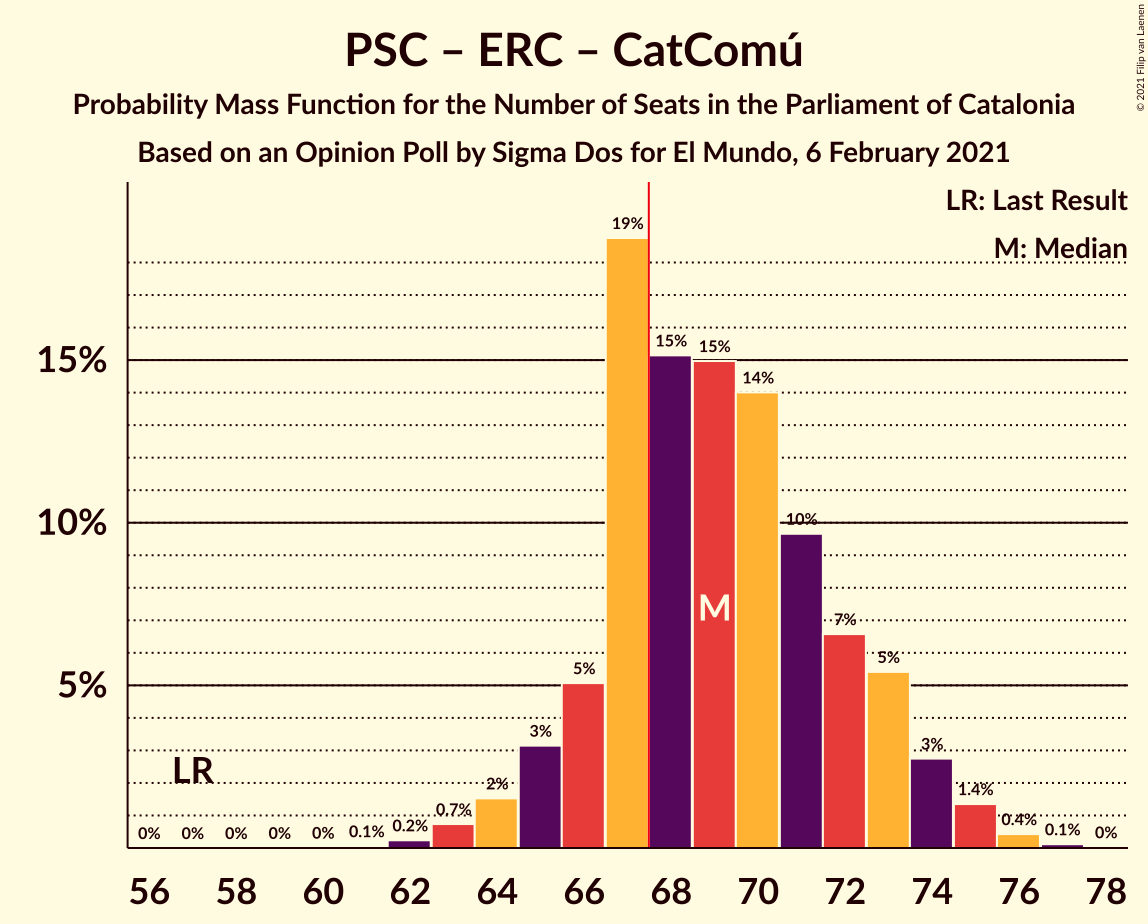 PSC – ERC – CatComú
Probability Mass Function for the Number of Seats in the Parliament of Catalonia
Based on an Opinion Poll by Sigma Dos for El Mundo, 6 February 2021
© 2021 Filip van Laenen
LR: Last Result
M: Median
19%
15%
15%
15%
14%
10%
10%
M
7%
5%
5%
5%
3%
3%
LR
2%
1.4%
0% 0% 0% 0% 0% 0.1% 0.2% 0.7% 0.4% 0.1% 0%
56 58 60 62 64 66 68 70 72 74 76 78